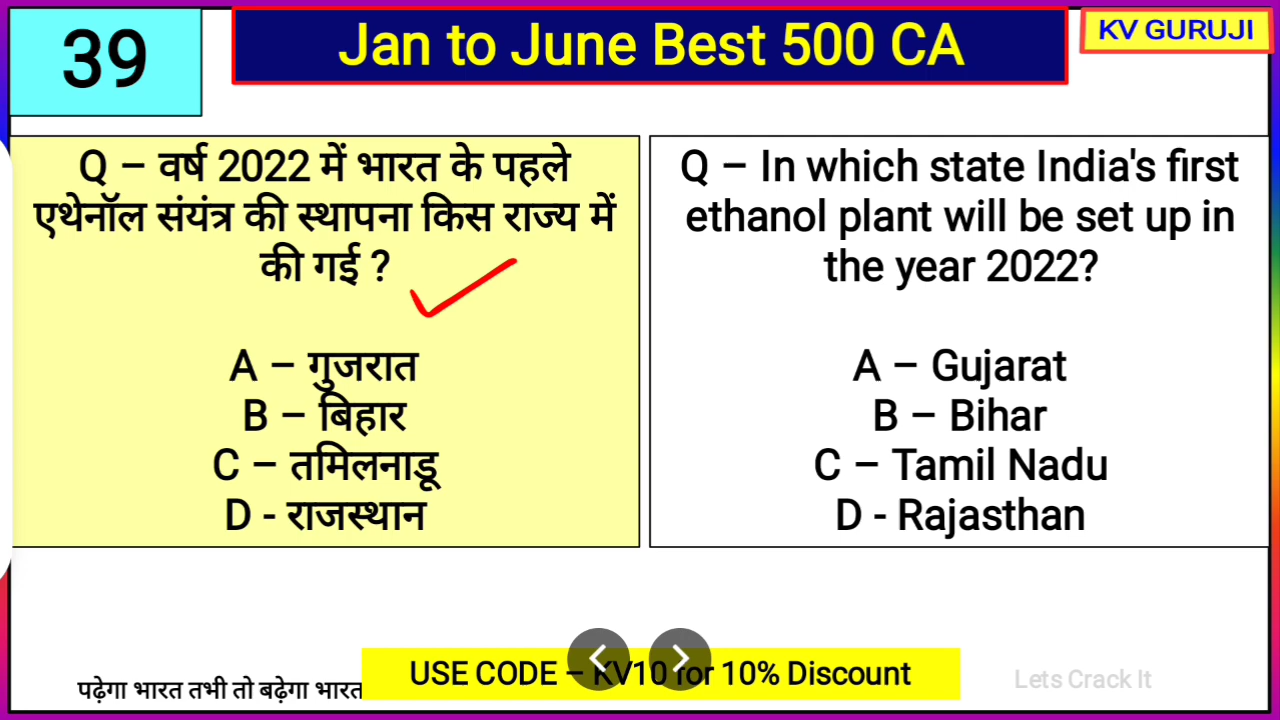 39
Jan to June Best 500 CA
KV GURUJI
Q – वर्ष 2022 में भारत के पहले
एथेनॉल संयंत्र की स्थापना किस राज्य में
की गई ?
A – गुजरात
B – बिहार
C – तमिलनाडू
D - राजस्थान
Q – In which state India's first
ethanol plant will be set up in
the year 2022?
A – Gujarat
B – Bihar
C – Tamil Nadu
D - Rajasthan
पढ़ेगा भारत तभी तो बढ़ेगा भारत
USE CODE – KV10 for 10% Discount
Lets Crack It